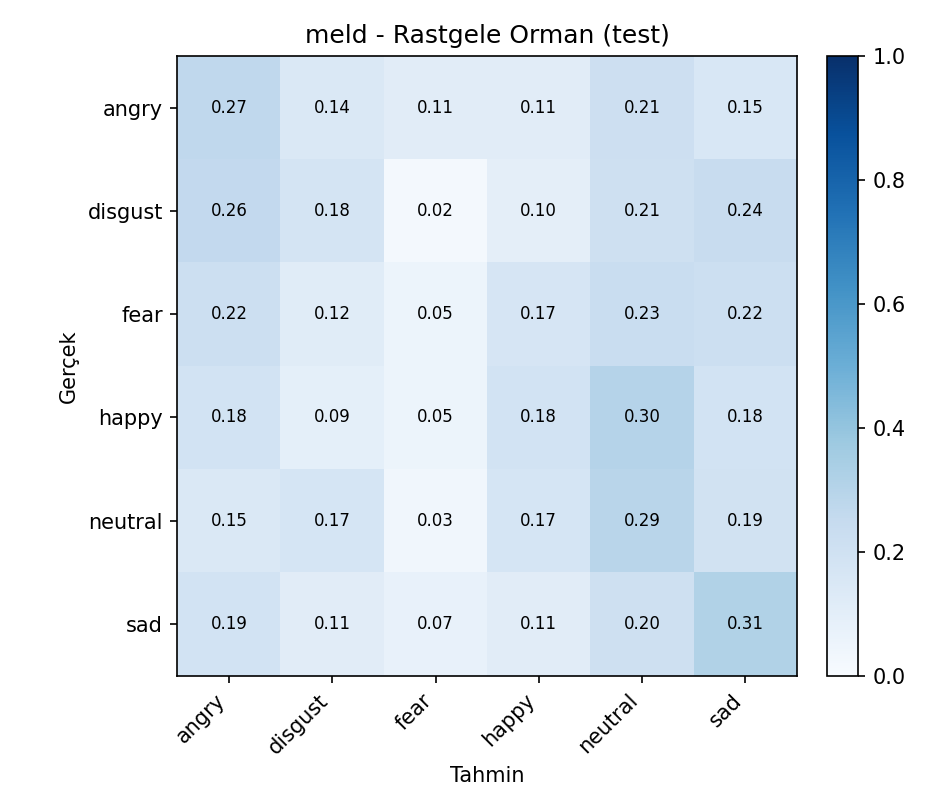 meld - Rastgele Orman (test)
Gerçek
angry 0.27 0.14 0.11 0.11 0.21 0.15
disgust 0.26 0.18 0.02 0.10 0.21 0.24
fear 0.22 0.12 0.05 0.17 0.23 0.22
happy 0.18 0.09 0.05 0.18 0.30 0.18
neutral 0.15 0.17 0.03 0.17 0.29 0.19
sad 0.19 0.11 0.07 0.11 0.20 0.31
angry disgust fear happy neutral sad
Tahmin
1.0
0.8
0.6
0.4
0.2
0.0